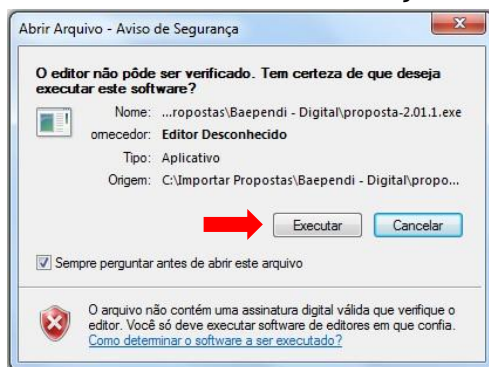 Abrir Arquivo - Aviso de Segurança
O editor não pôde ser verificado. Tem certeza de que deseja
executar este software?
Nome: ...ropostas\Baependi - Digital\proposta-2.01.1.exe
omecedor: Editor Desconhecido
Tipo: Aplicativo
Origem: C:\Importar Propostas\Baependi - Digital\propo...
Executar Cancelar
Sempre perguntar antes de abrir este arquivo
O arquivo não contém uma assinatura digital válida que verifique o
editor. Você só deve executar software de editores em que confia.
Como determinar o software a ser executado?